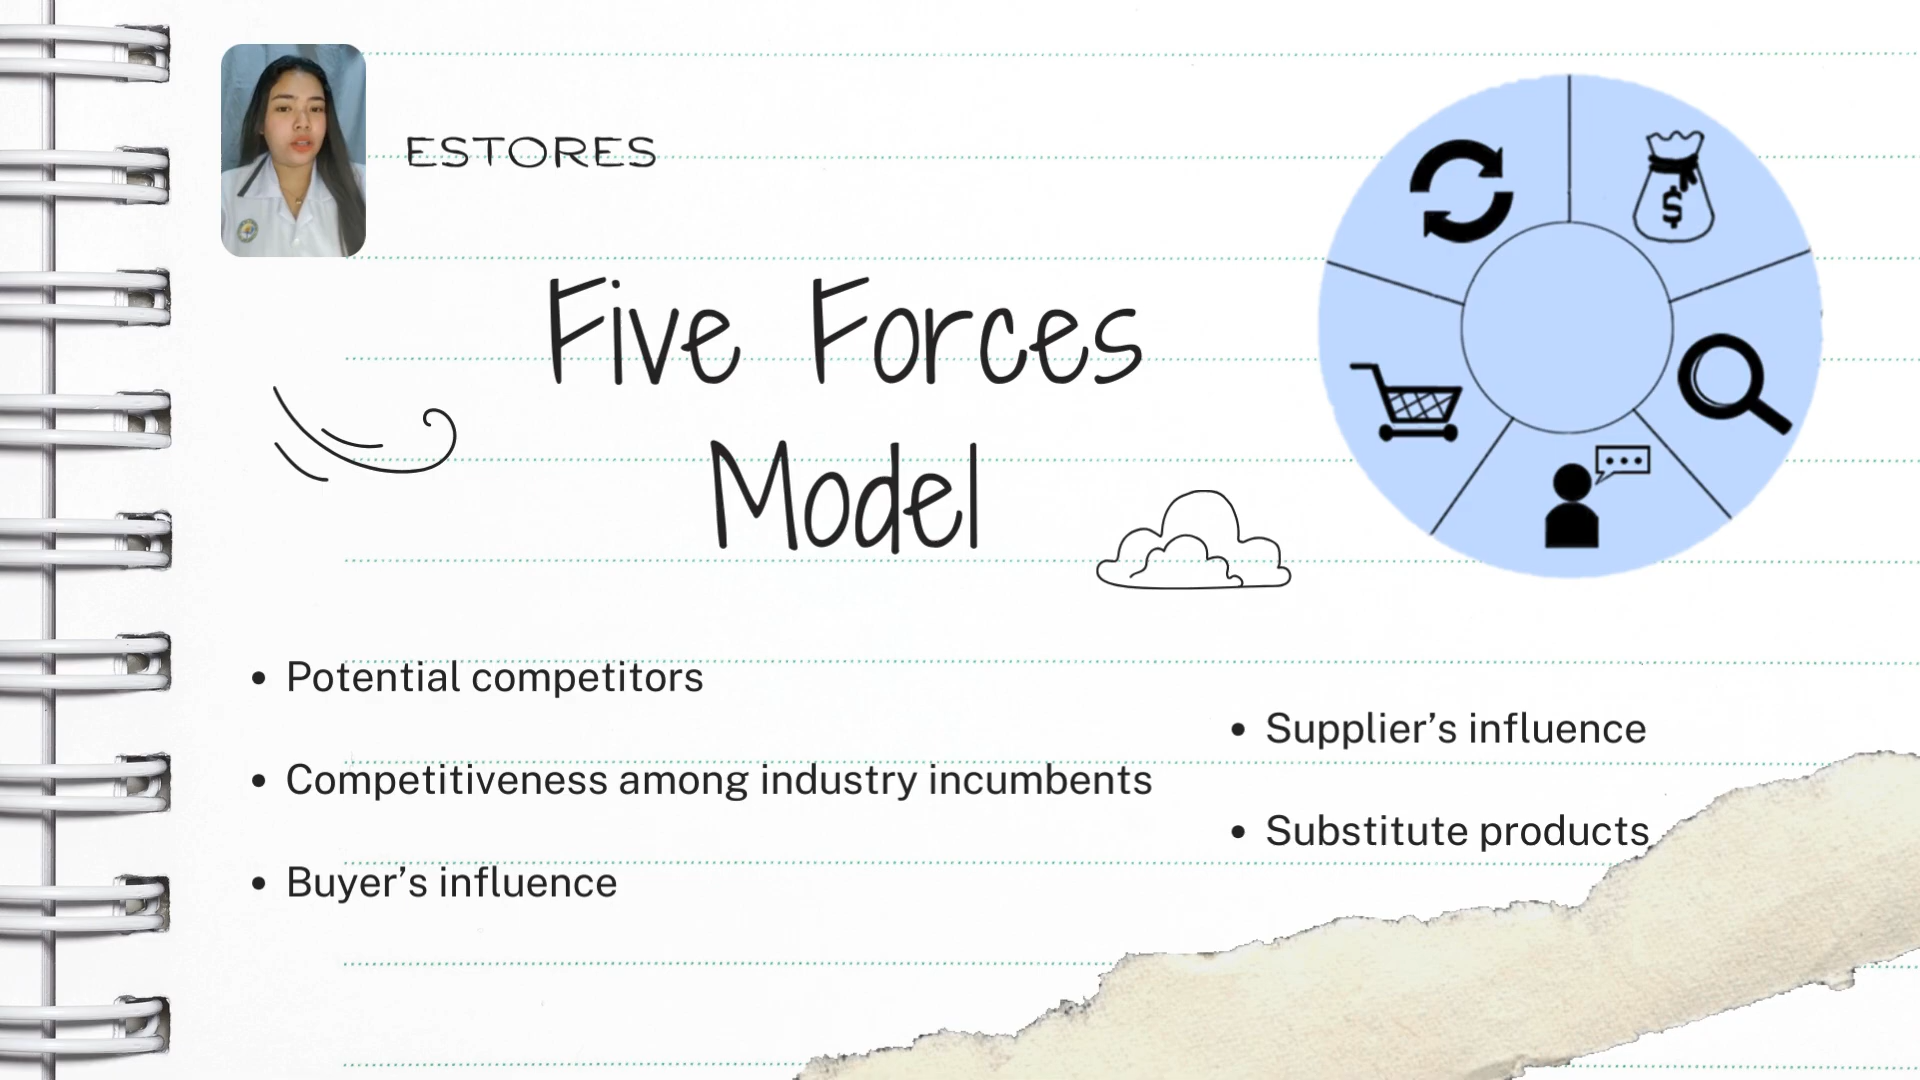 ESTORES
Five Forces
Model
$
• Potential competitors
• Competitiveness among industry incumbents
• Buyer’s influence
• Supplier’s influence
• Substitute products